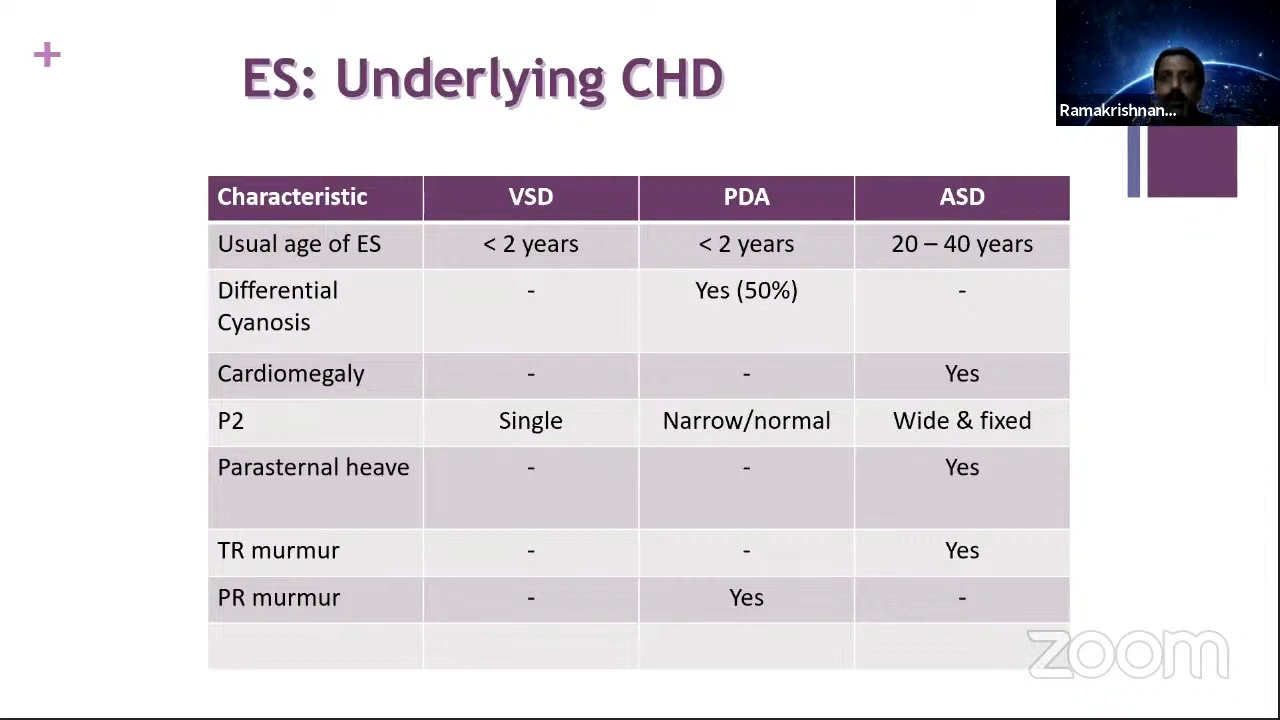 +
ES: Underlying CHD
Ramakrishnan...
Characteristic VSD PDA ASD
Usual age of ES < 2 years < 2 years 20 – 40 years
Differential - Yes (50%) -
Cyanosis
Cardiomegaly - - Yes
P2 Single Narrow/normal Wide & fixed
Parasternal heave - - Yes
TR murmur - - Yes
PR murmur - Yes -
zoom